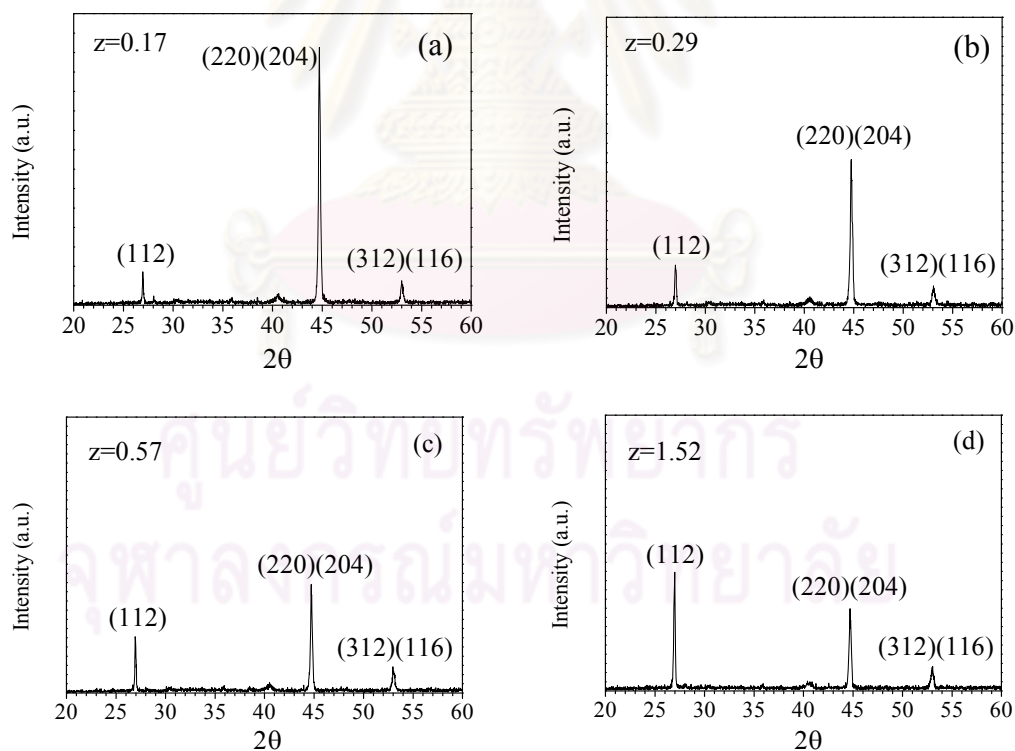 z=0.17
(a)
(220)(204)
(112)
(312)(116)
Intensity (a.u.)
20 25 30 35 40 45 50 55 60
2θ
z=0.29
(b)
(220)(204)
(112)
(312)(116)
Intensity (a.u.)
20 25 30 35 40 45 50 55 60
2θ
z=0.57
(c)
(220)(204)
(112)
(312)(116)
Intensity (a.u.)
20 25 30 35 40 45 50 55 60
2θ
z=1.52
(d)
(112)
(220)(204)
(312)(116)
Intensity (a.u.)
20 25 30 35 40 45 50 55 60
2θ
ศูนย์วิทยทรัพยากร
จุฬาลงกรณ์มหาวิทยาลัย